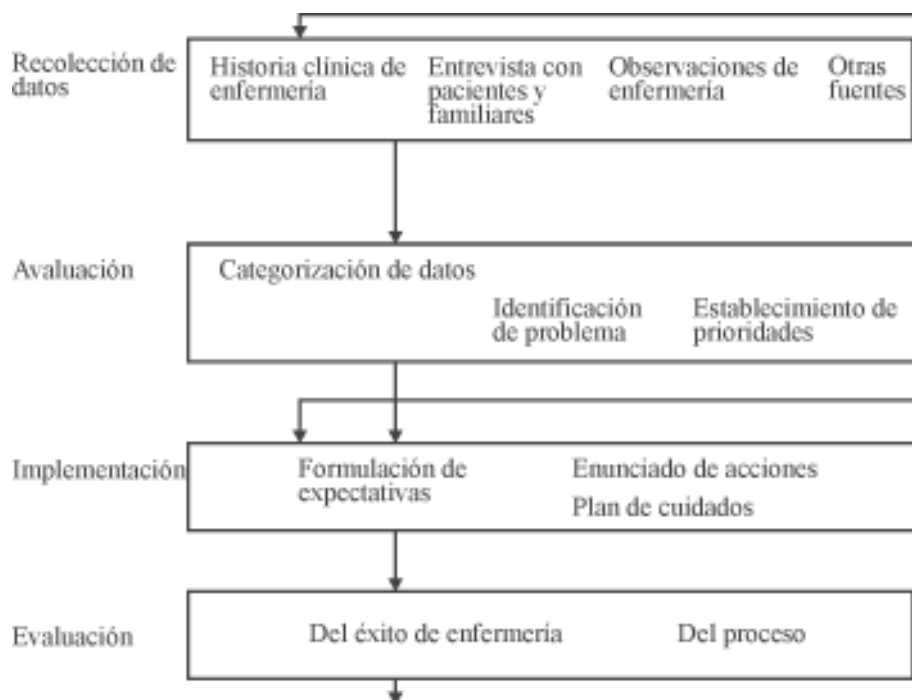 Recolección de
datos
Historia clínica de
enfermería
Entrevista con
pacientes y
familiares
Observaciones de
enfermería
Otras
fuentes
Avaluación
Categorización de datos
Identificación
de problema
Establecimiento de
prioridades
Implementación
Formulación de
expectativas
Enunciado de acciones
Plan de cuidados
Evaluación
Del éxito de enfermería
Del proceso